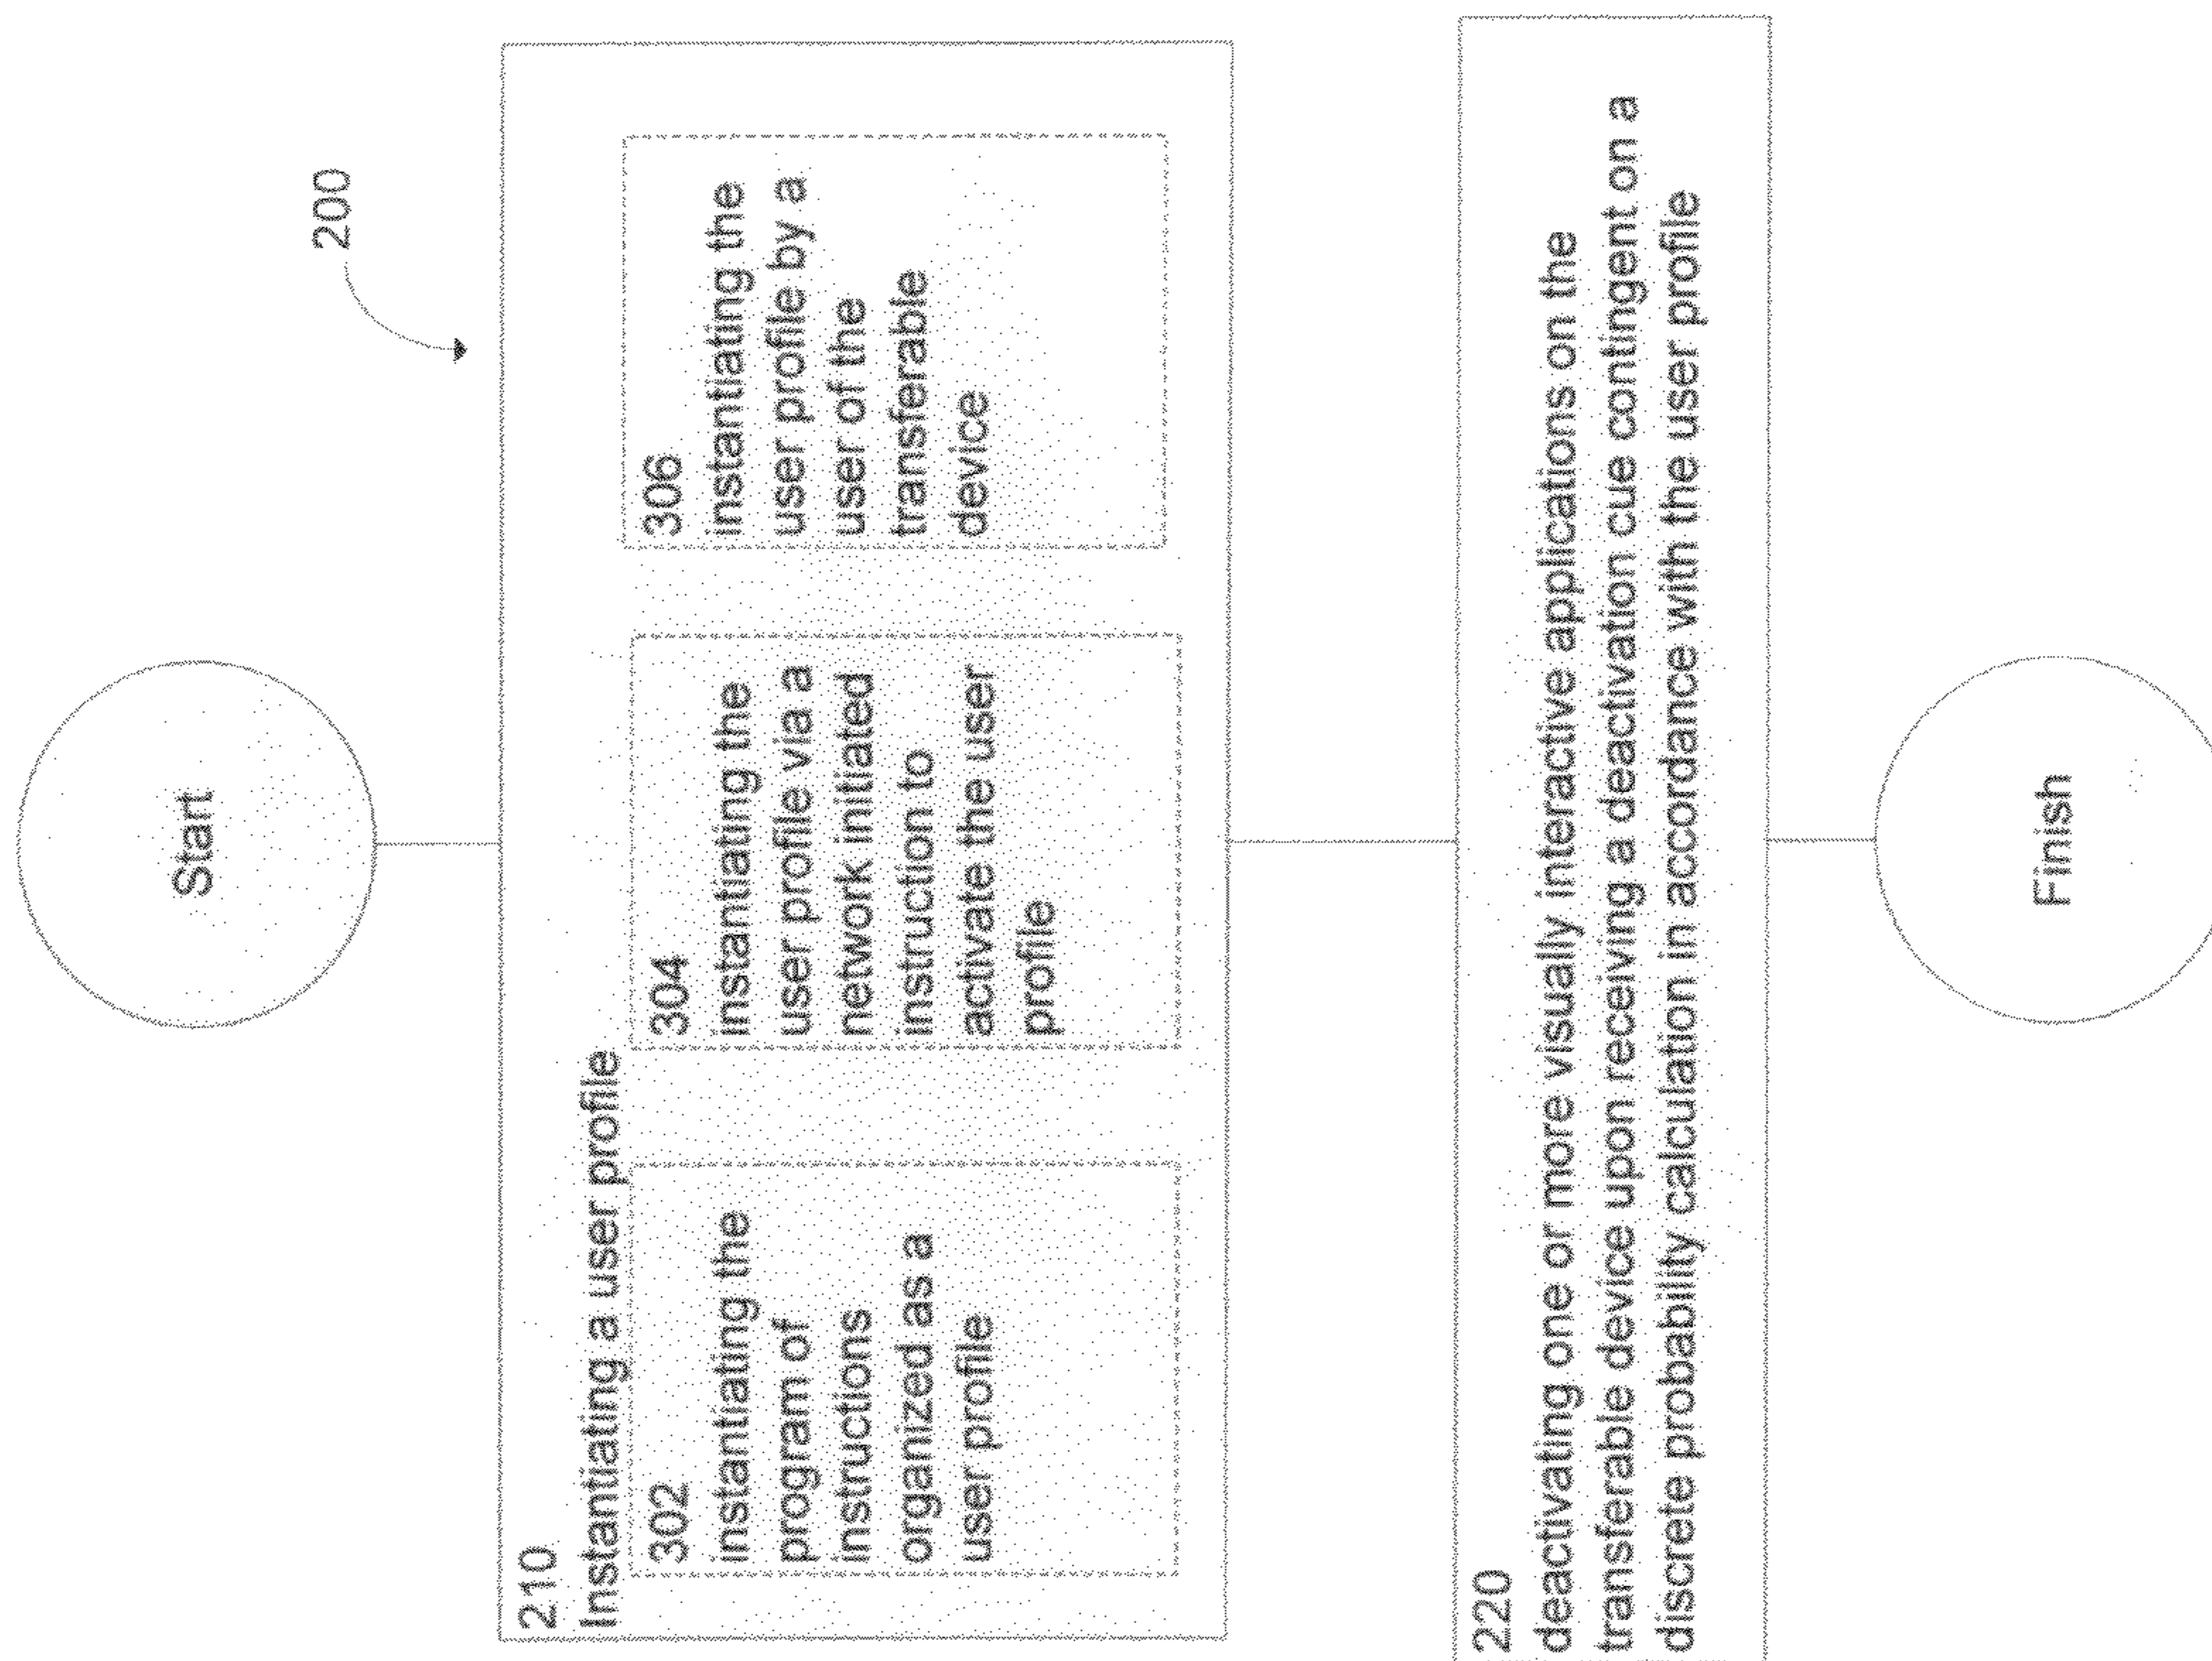 200
Start
210
Instantiating a user profile
302
instantiating the
program of
instructions
organized as a
user profile
304
instantiating the
user profile via a
network initiated
instruction to
activate the user
profile
306
instantiating the
user profile by a
user of the
transferable
device
220
deactivating one or more visually interactive applications on the
transferable device upon receiving a deactivation cue contingent on a
discrete probability calculation in accordance with the user profile
Finish